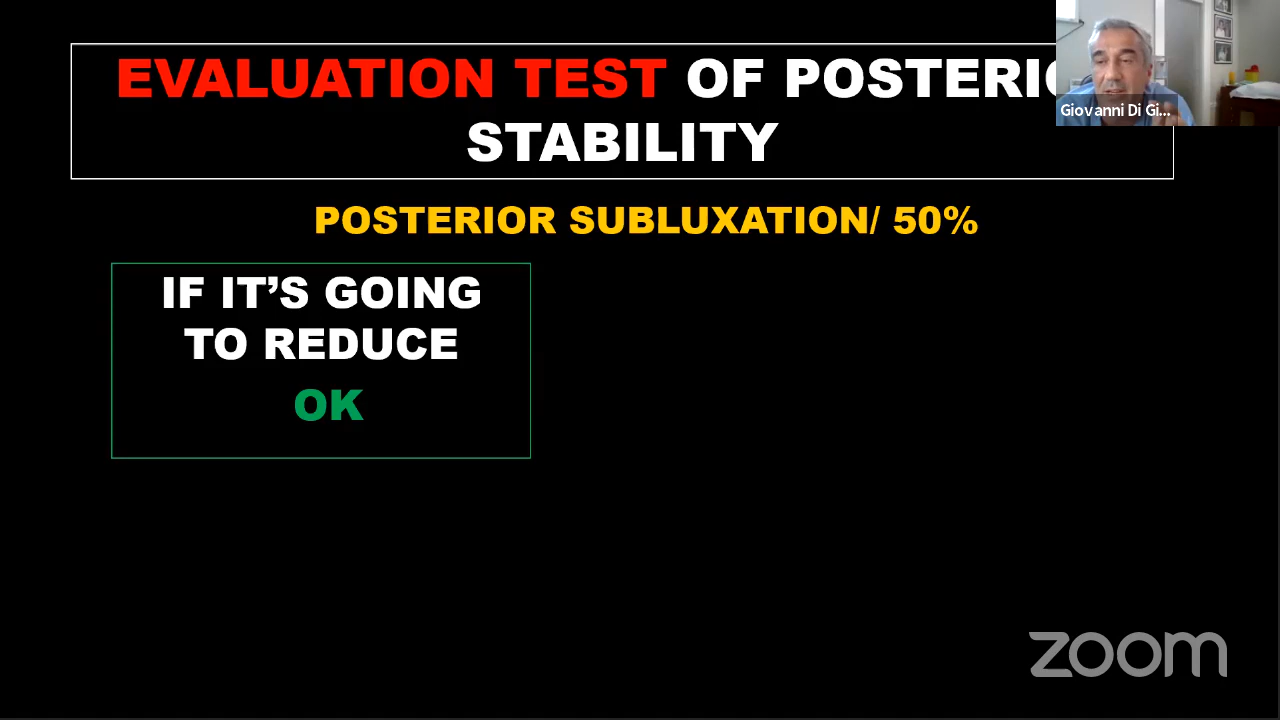 EVALUATION TEST OF POSTERIO
STABILITY
Giovanni Di Gi...
POSTERIOR SUBLUXATION/ 50%
IF IT’S GOING
TO REDUCE
OK
zoom